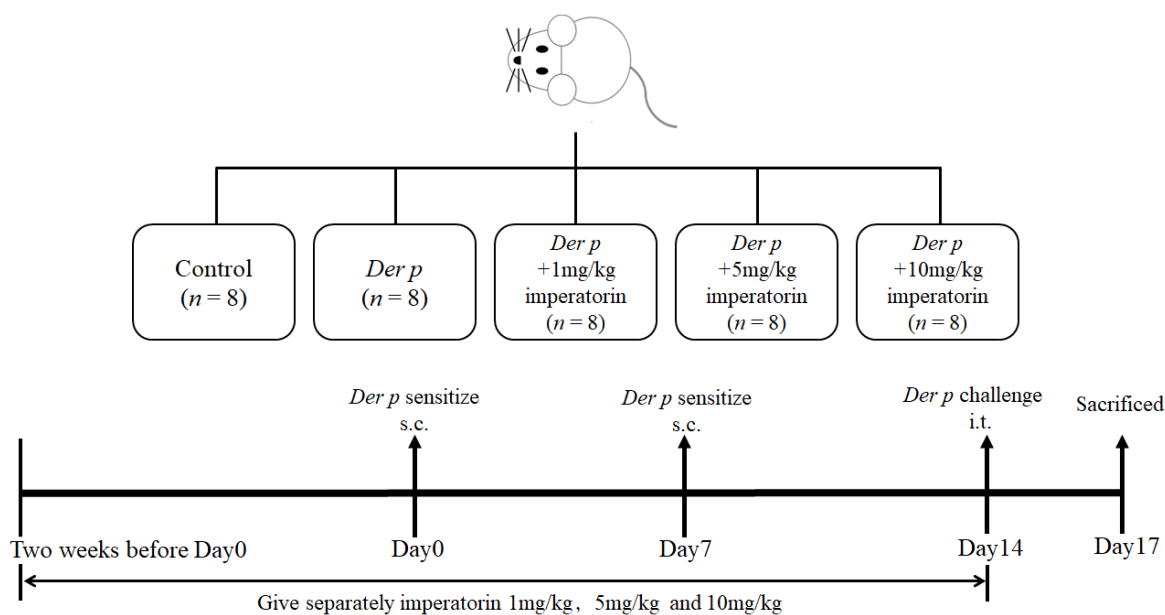 Control
(n = 8)
Der p
(n = 8)
Der p
+1mg/kg
imperatorin
(n = 8)
Der p
+5mg/kg
imperatorin
(n = 8)
Der p
+10mg/kg
imperatorin
(n = 8)
Der p sensitize
s.c.
Der p sensitize
s.c.
Der p challenge
i.t.
Sacrificed
Two weeks before Day0
Day0
Day7
Day14
Day17
Give separately imperatorin 1mg/kg，5mg/kg and 10mg/kg